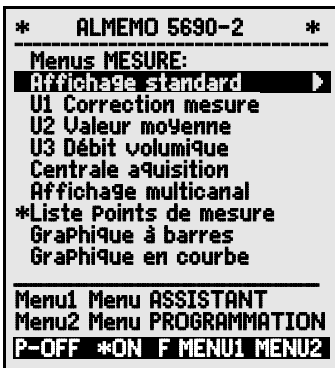 * ALMEMO 5690-2 *
Menus MESURE:
Affichage standard
U1 Correction mesure
U2 Valeur moyenne
U3 Débit volumique
Centrale aquisition
Affichage multicanal
*Liste Points de mesure
GraPhique à barres
GraPhique en courbe
Menu1 Menu ASSISTANT
Menu2 Menu PROGRAMMATION
P-OFF *ON F MENU1 MENU2